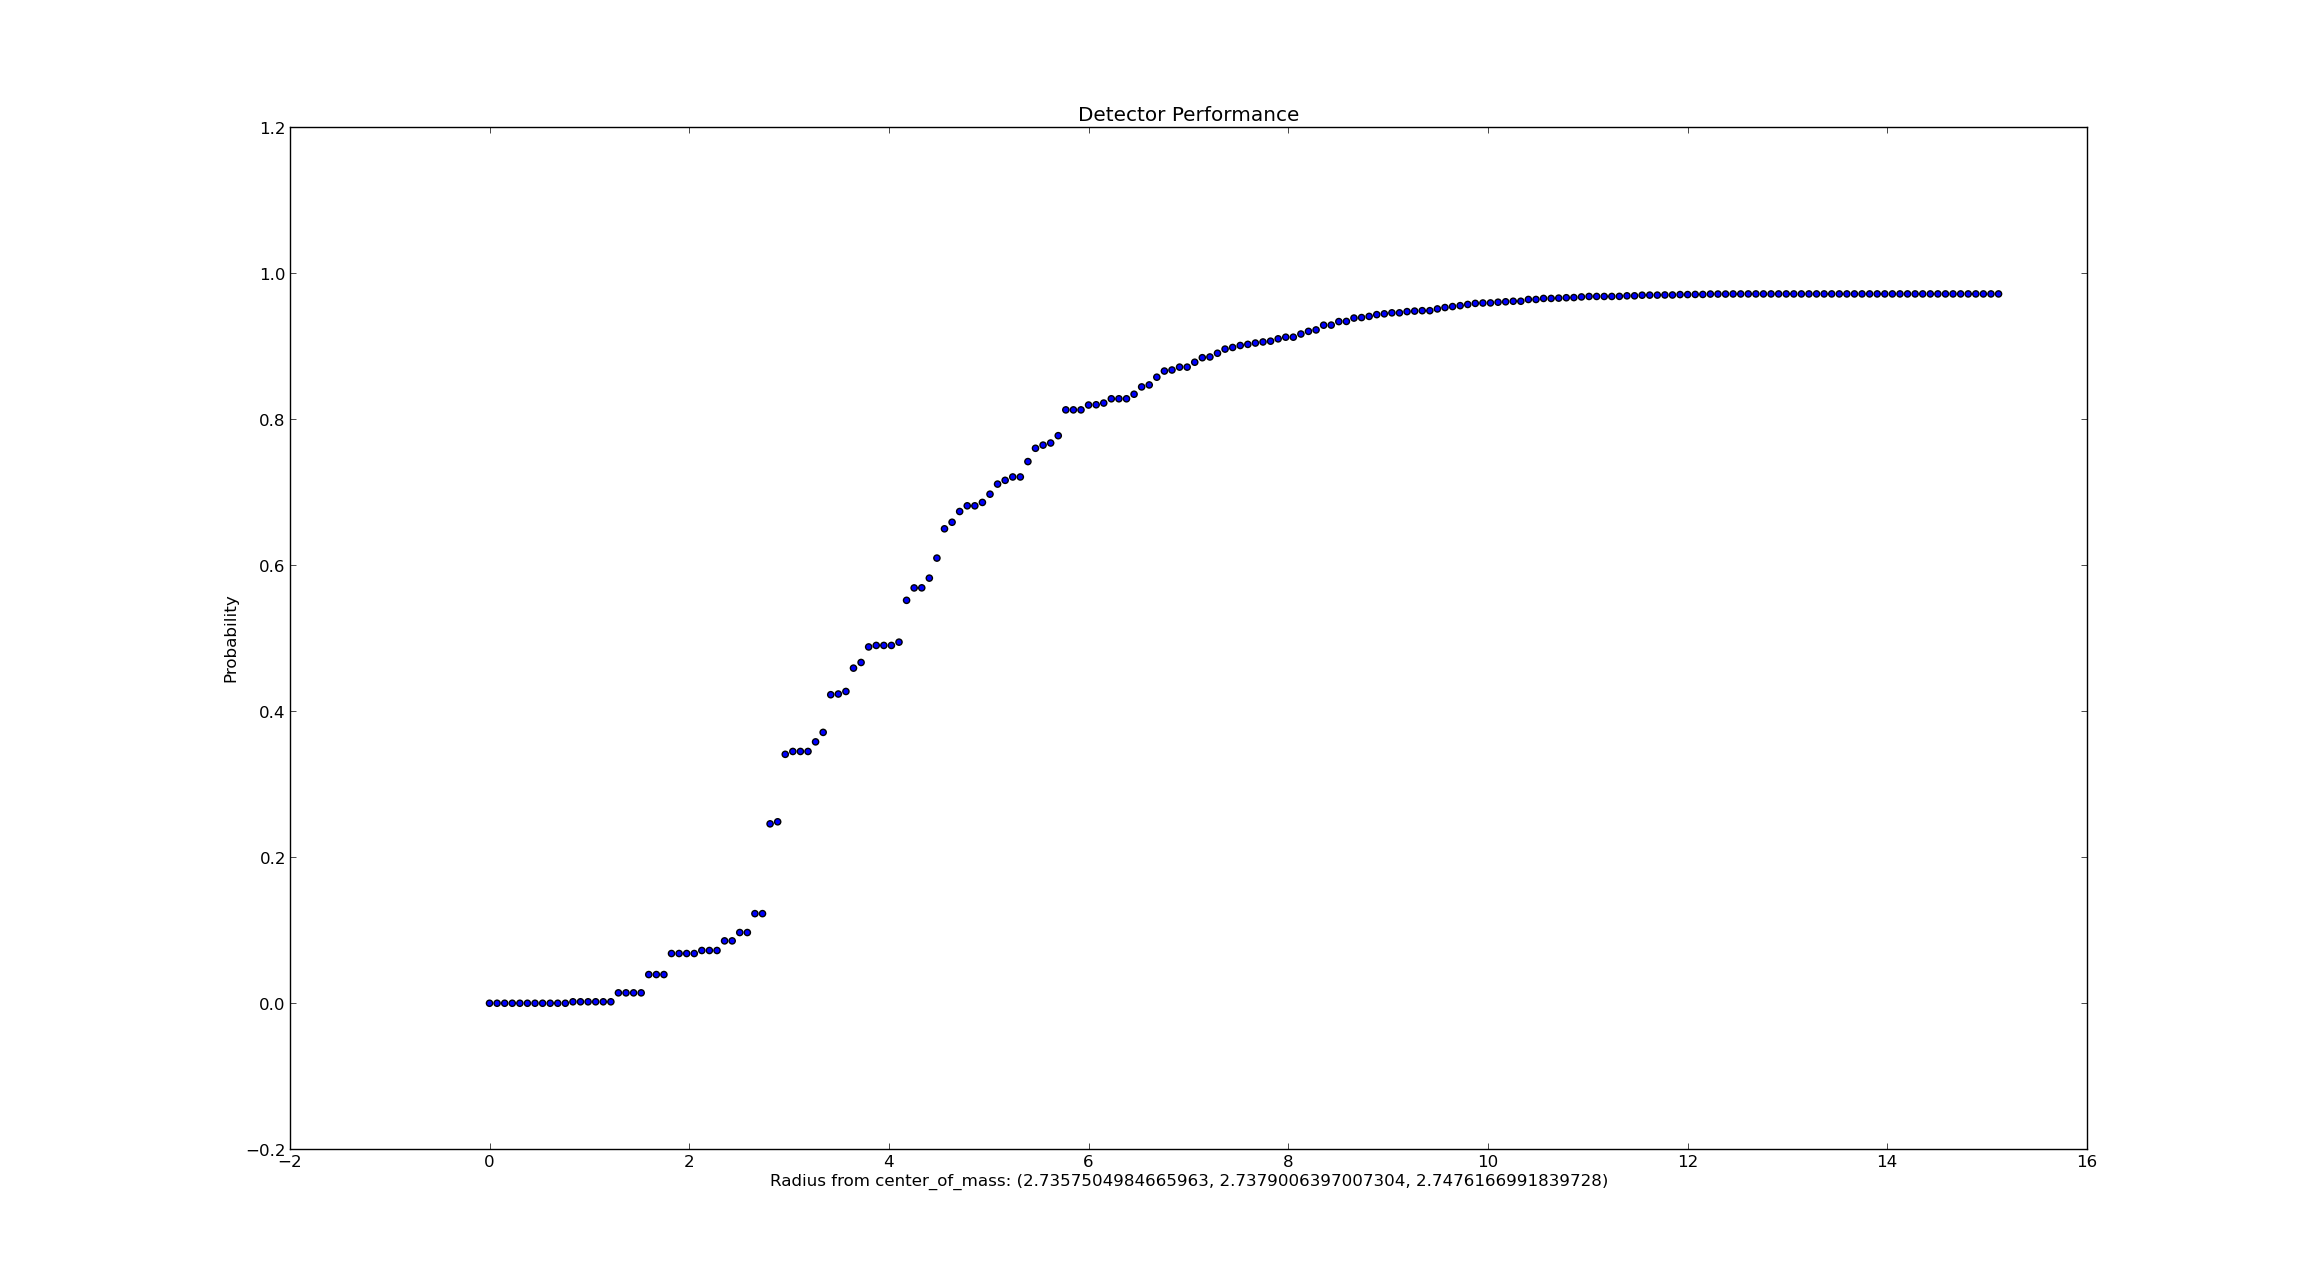 Detector Performance
1.2
1.0
0.8
0.6
0.4
0.2
0.0
−0.2
Probability
−2 0 2 4 6 8 10 12 14 16
Radius from center_of_mass: (2.7357504984665963, 2.7379006397007304, 2.7476166991839728)